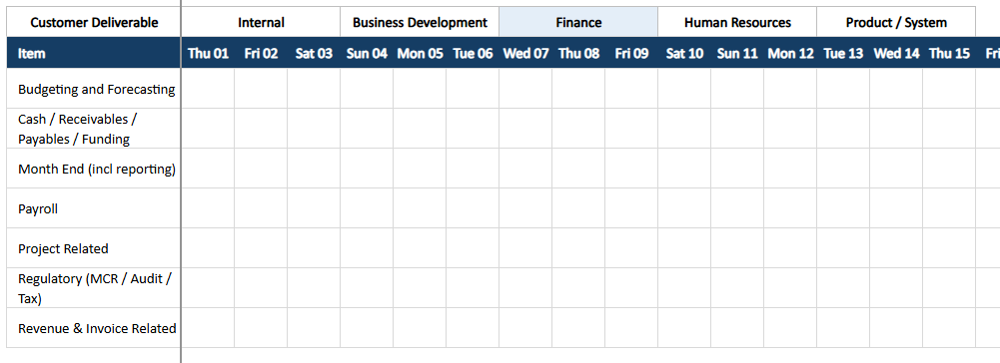 Customer Deliverable Internal Business Development Finance Human Resources Product / System
Item Thu 01 Fri 02 Sat 03 Sun 04 Mon 05 Tue 06 Wed 07 Thu 08 Fri 09 Sat 10 Sun 11 Mon 12 Tue 13 Wed 14 Thu 15 Fri
Budgeting and Forecasting
Cash / Receivables /
Payables / Funding
Month End (incl reporting)
Payroll
Project Related
Regulatory (MCR / Audit /
Tax)
Revenue & Invoice Related